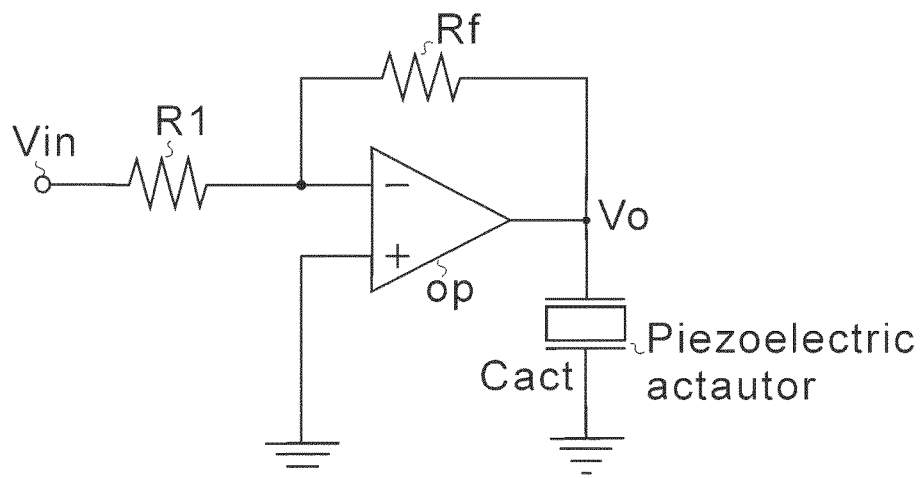 Rf
R1
Vin
−
Vo
+
op
Piezoelectric
Cact
actautor